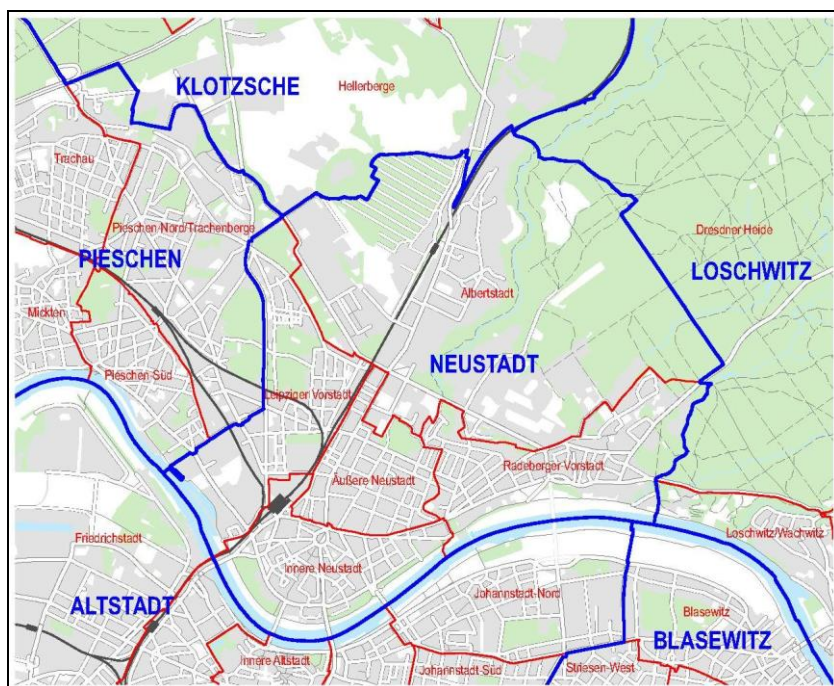 KLOTZSCHE
Hellerberge
Trachau
Pieschen-Nord/Trachenberge
Dresdner Heide
PIESCHEN
LOSCHWITZ
Albertstadt
Mickten
NEUSTADT
Pieschen-Süd
Leipziger Vorstadt
Radeberger Vorstadt
Äußere Neustadt
Loschwitz/Wachwitz
Friedrichstadt
Innere Neustadt
Johannstadt-Nord
ALTSTADT
Blasewitz
BLASEWITZ
Innere Altstadt
Johannstadt-Süd
Striesen-West